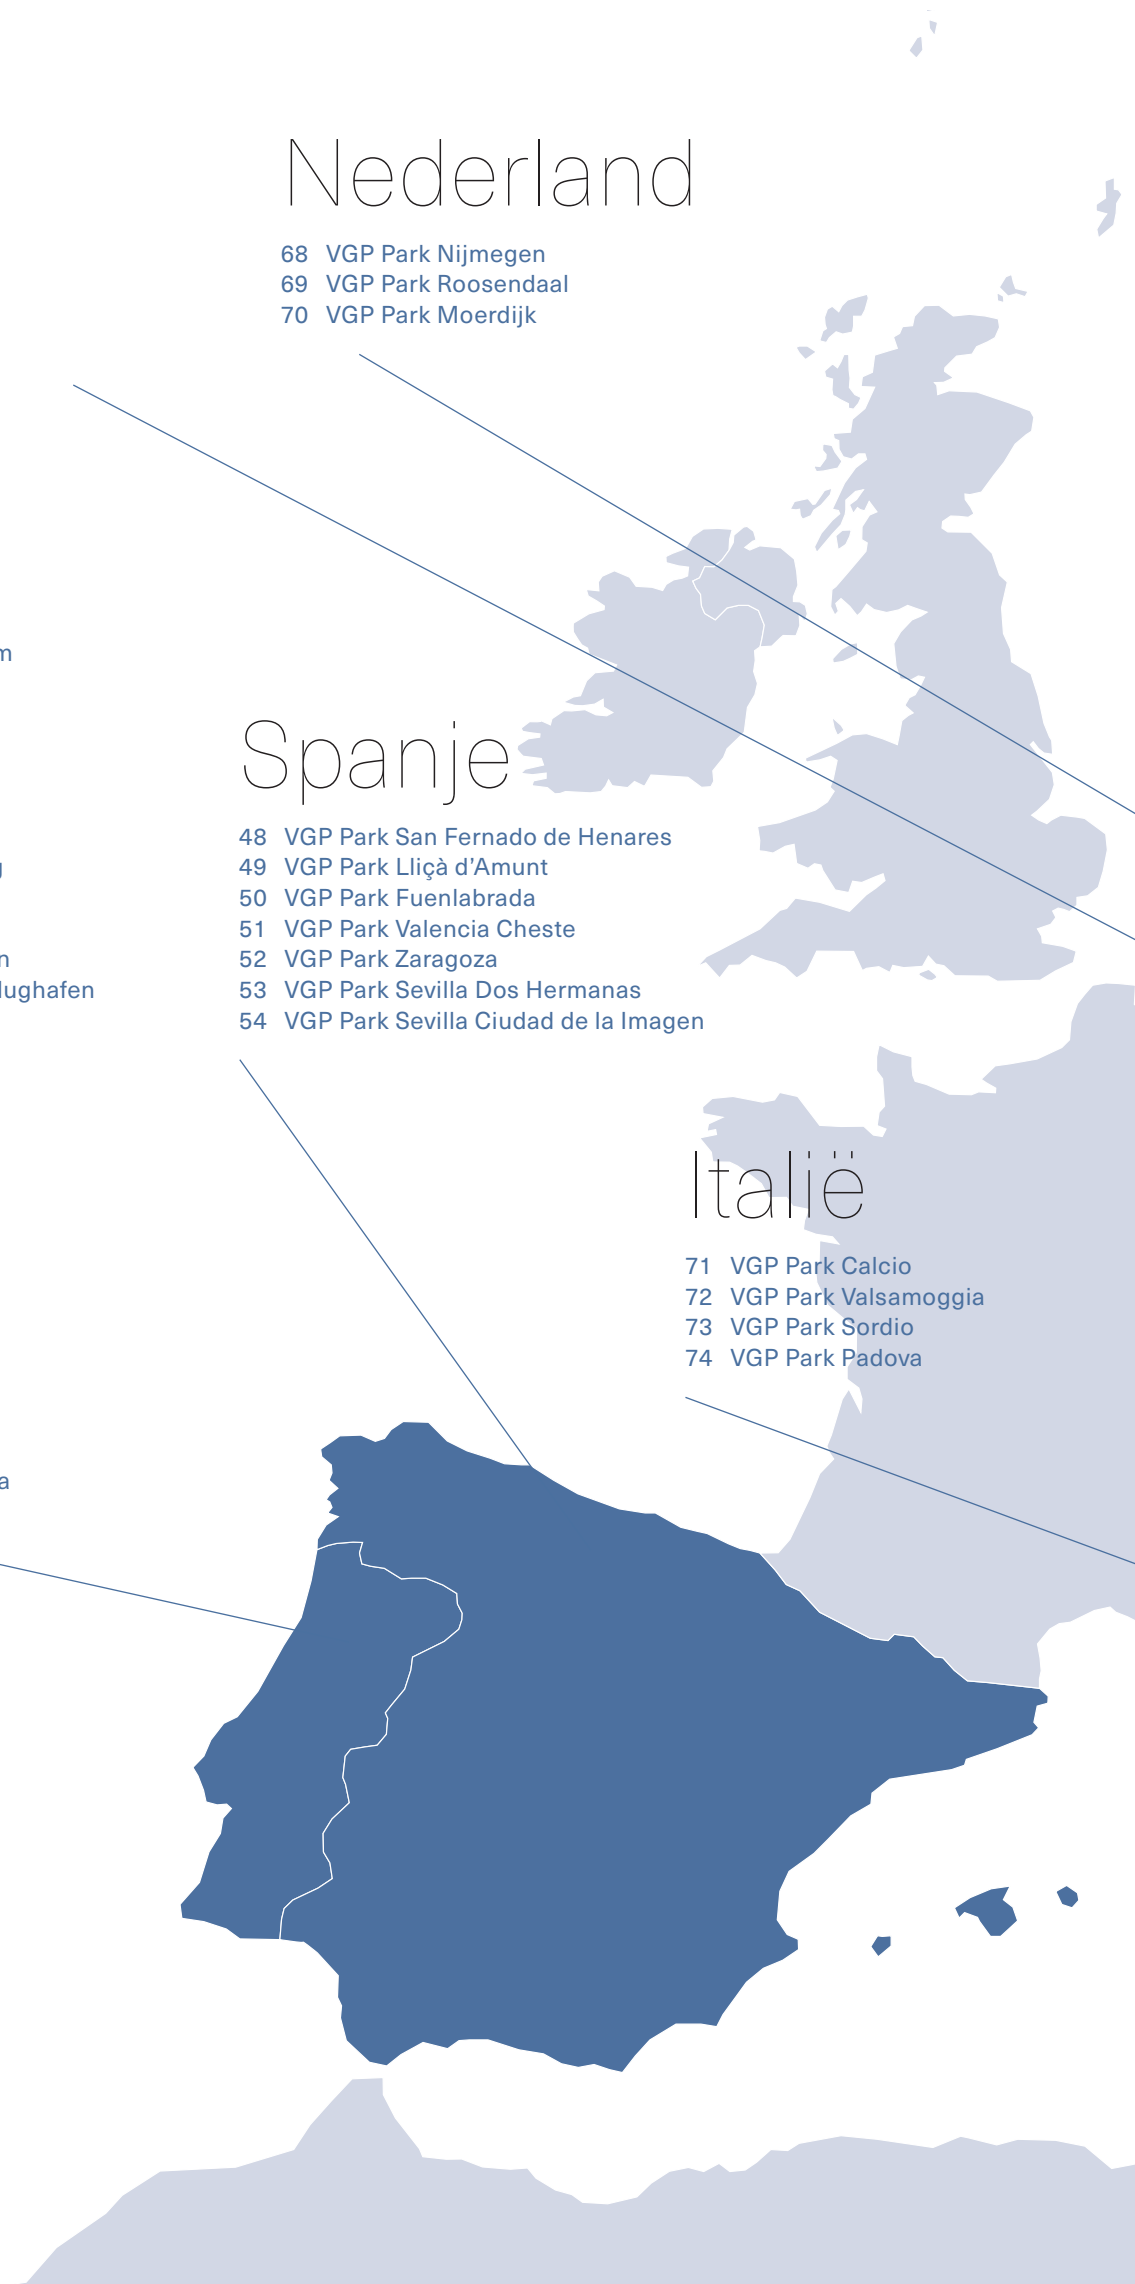 Nederland
68 VGP Park Nijmegen
69 VGP Park Roosendaal
70 VGP Park Moerdijk
Spanje
48 VGP Park San Fernado de Henares
49 VGP Park Lliçà d’Amunt
50 VGP Park Fuenlabrada
51 VGP Park Valencia Cheste
52 VGP Park Zaragoza
53 VGP Park Sevilla Dos Hermanas
54 VGP Park Sevilla Ciudad de la Imagen
Italië
71 VGP Park Calcio
72 VGP Park Valsamoggia
73 VGP Park Sordio
74 VGP Park Padova